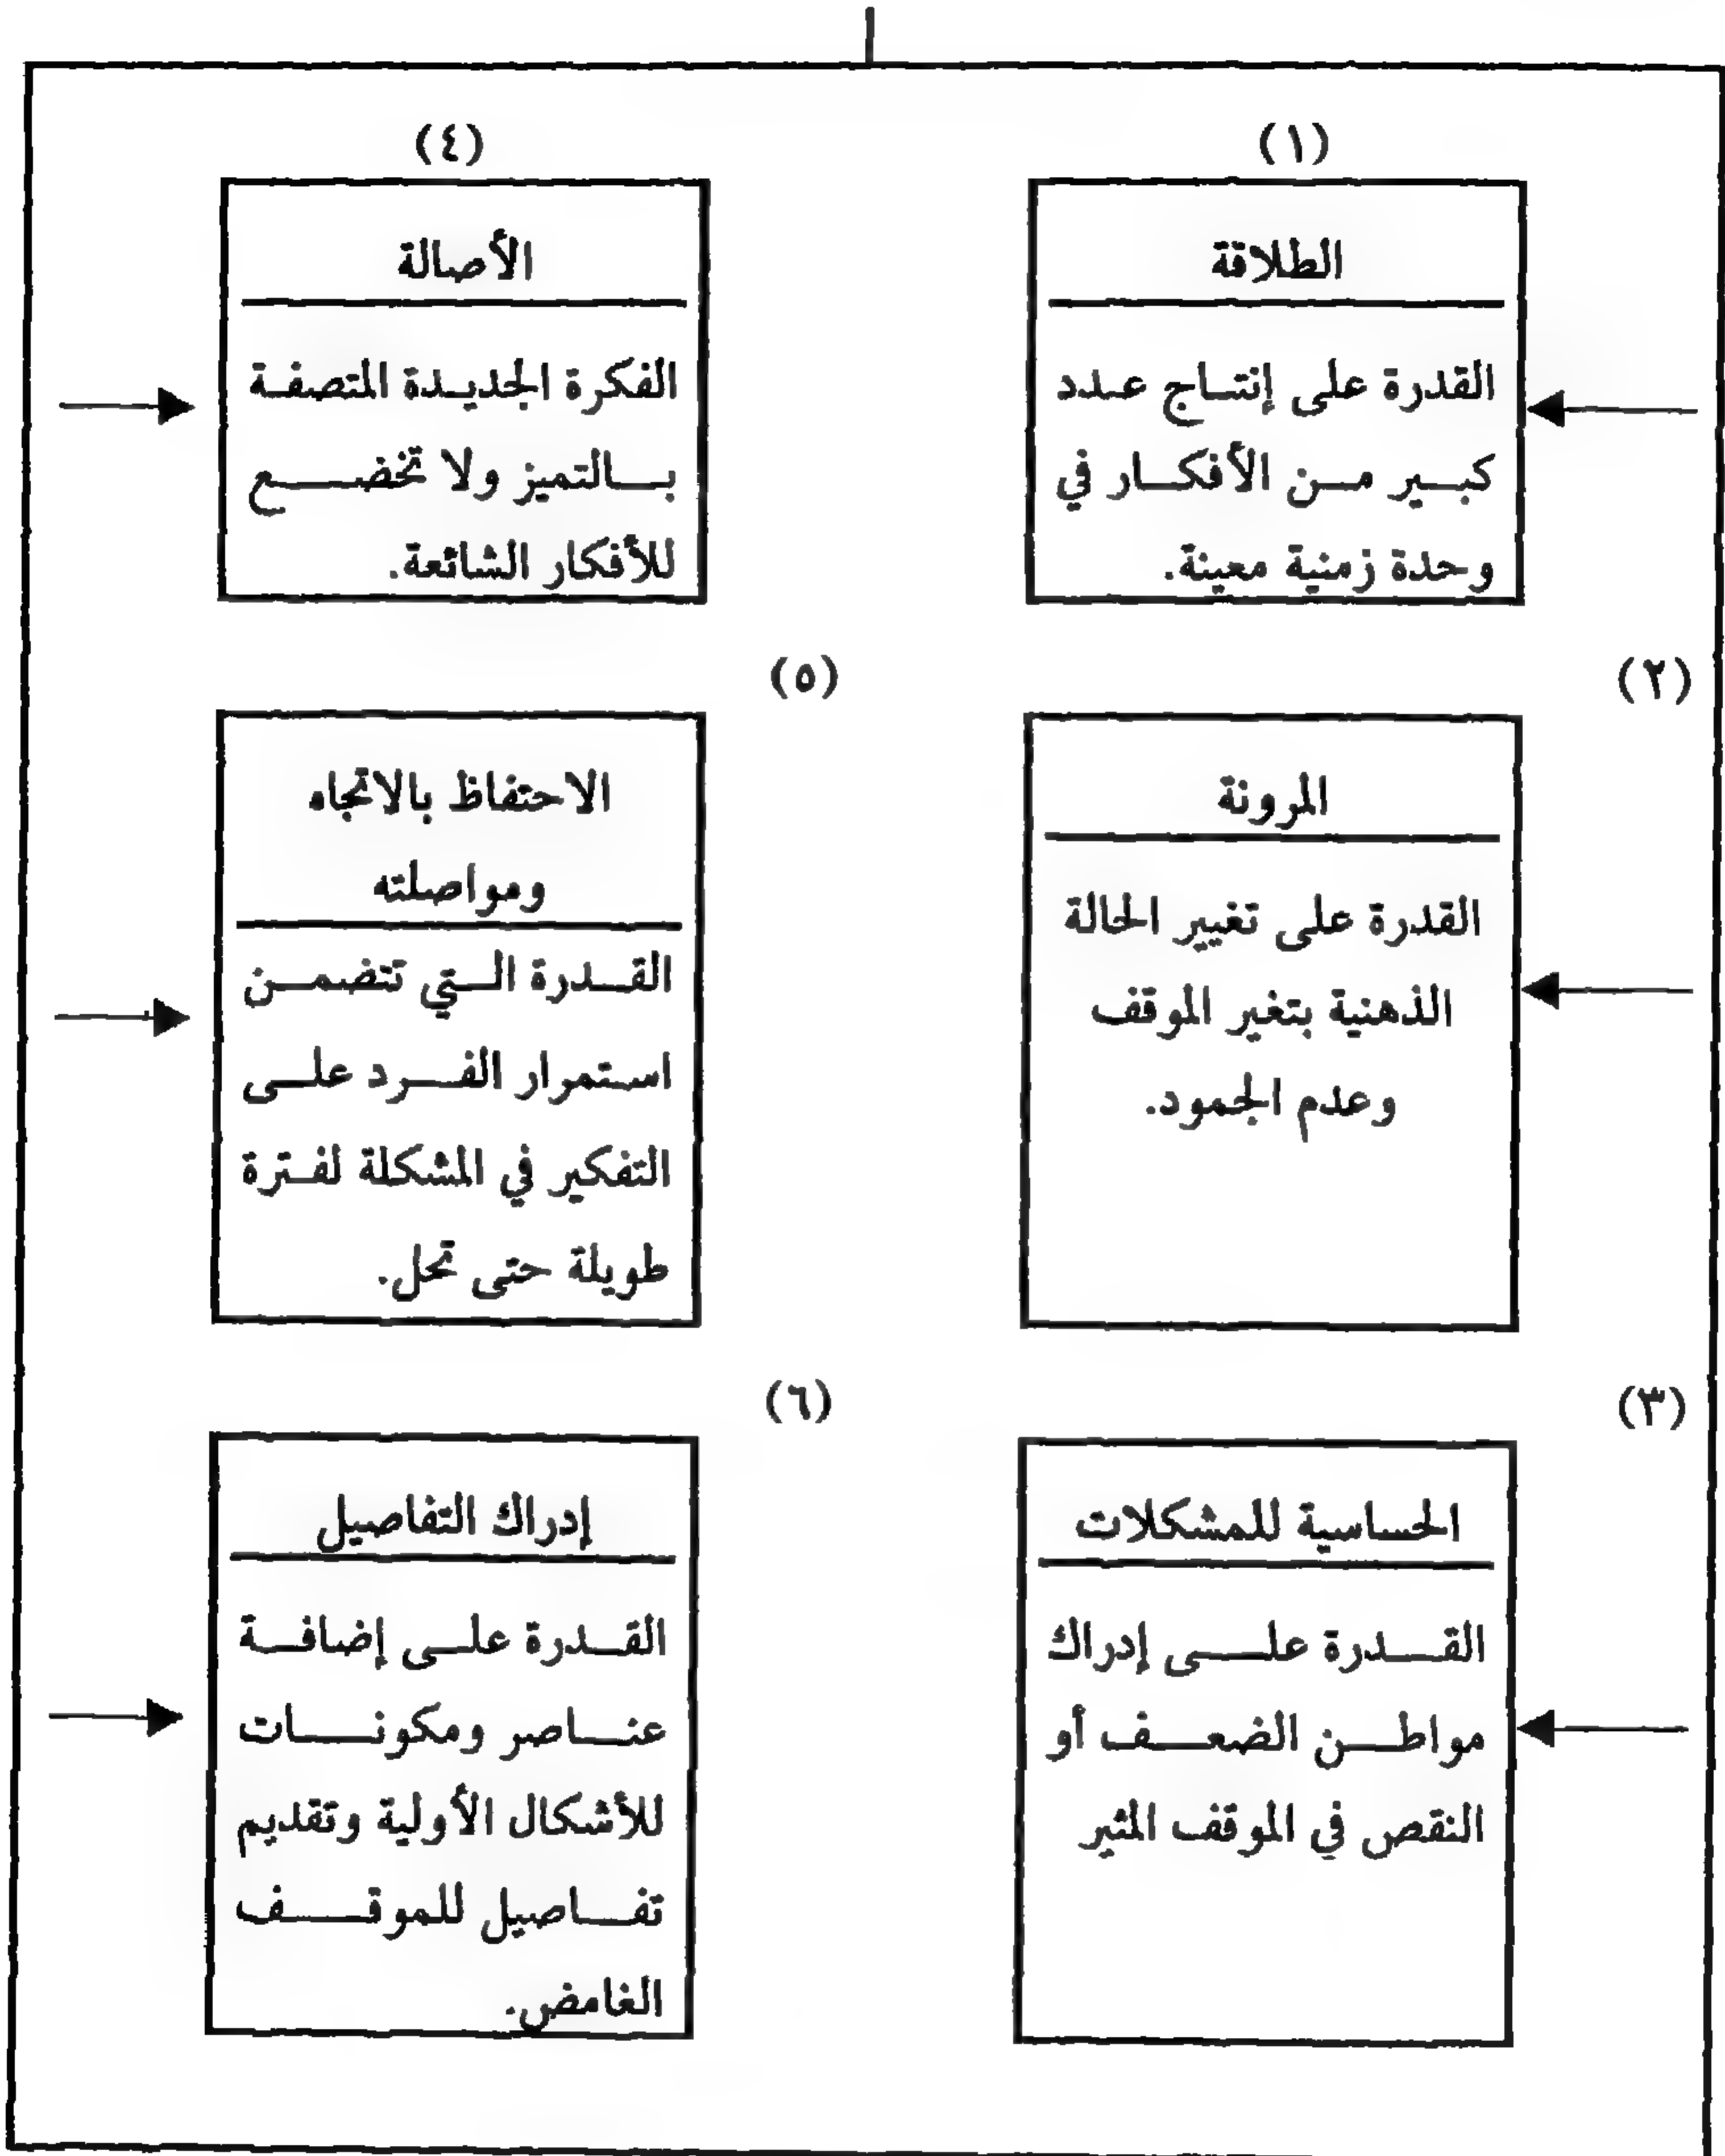 (١)
الطلاقة
القدرة على إنتاج عدد
كبير من الأفكار في
وحدة زمنية معينة.
(٢)
المرونة
القدرة على تغيير الحالة
الذهنية بتغير الموقف
وعدم الجمود.
(٣)
الحساسية للمشكلات
القدرة على إدراك
مواطن الضعف أو
النقص في الموقف المثير
(٤)
الأصالة
الفكرة الجديدة المتصفة
بالتميز ولا تخضع
للأفكار الشائعة.
(٥)
الاحتفاظ بالاتجاه
ومواصلته
القدرة التي تتضمن
استمرار الفرد على
التفكير في المشكلة لفترة
طويلة حتى تحل.
(٦)
إدراك التفاصيل
القدرة على إضافة
عناصر ومكونات
للأشكال الأولية وتقديم
تفاصيل للموقف
الغامض.